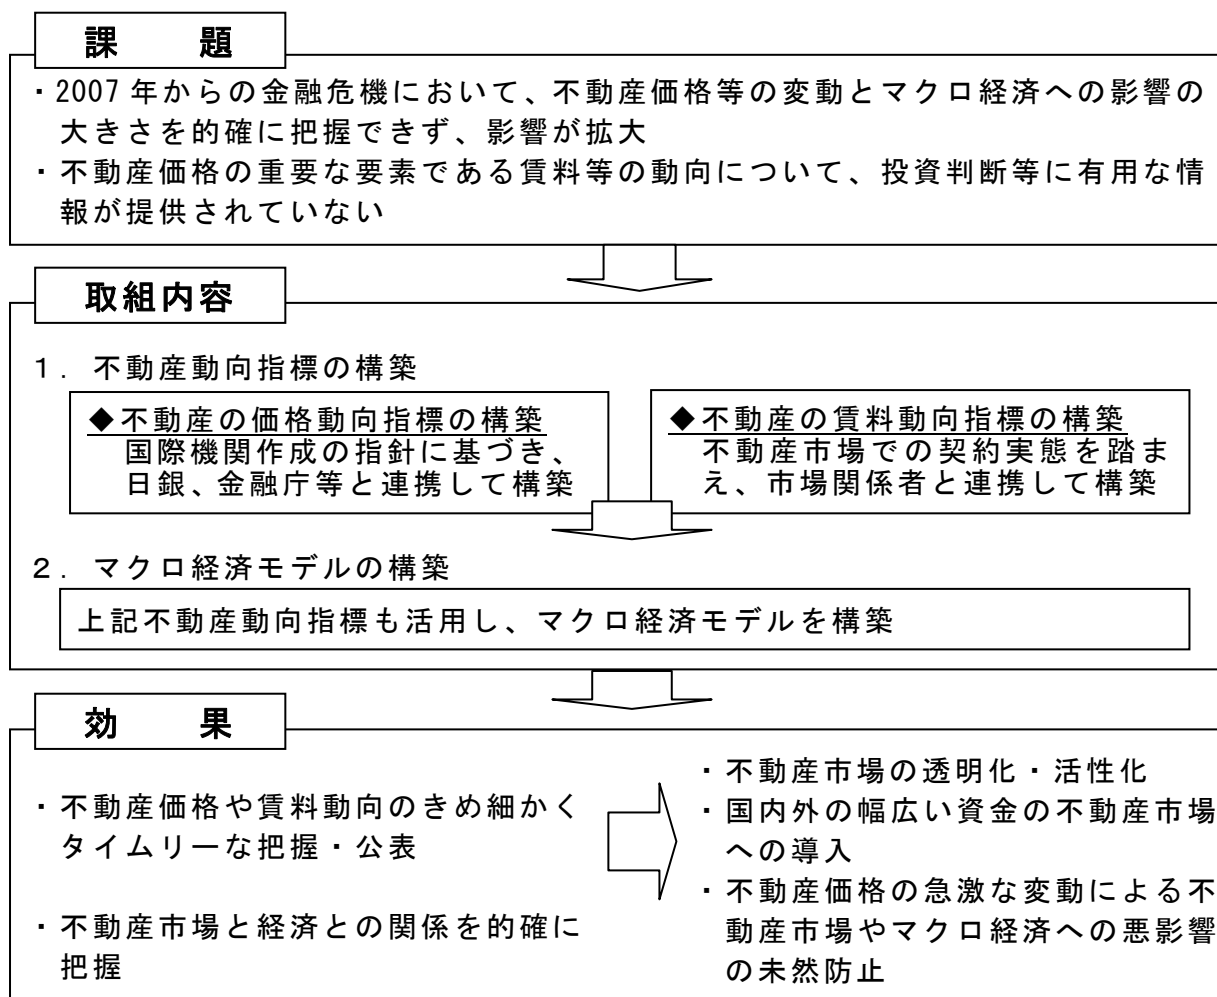 課　　題
・2007年からの金融危機において、不動産価格等の変動とマクロ経済への影響の
大きさを的確に把握できず、影響が拡大
・不動産価格の重要な要素である賃料等の動向について、投資判断等に有用な情
報が提供されていない
取組内容
１．不動産動向指標の構築
◆不動産の価格動向指標の構築
国際機関作成の指針に基づき、
日銀、金融庁等と連携して構築
◆不動産の賃料動向指標の構築
不動産市場での契約実態を踏ま
え、市場関係者と連携して構築
２．マクロ経済モデルの構築
上記不動産動向指標も活用し、マクロ経済モデルを構築
効　　果
・不動産価格や賃料動向のきめ細かく
タイムリーな把握・公表
・不動産市場と経済との関係を的確に
把握
・不動産市場の透明化・活性化
・国内外の幅広い資金の不動産市場
への導入
・不動産価格の急激な変動による不
動産市場やマクロ経済への悪影響
の未然防止